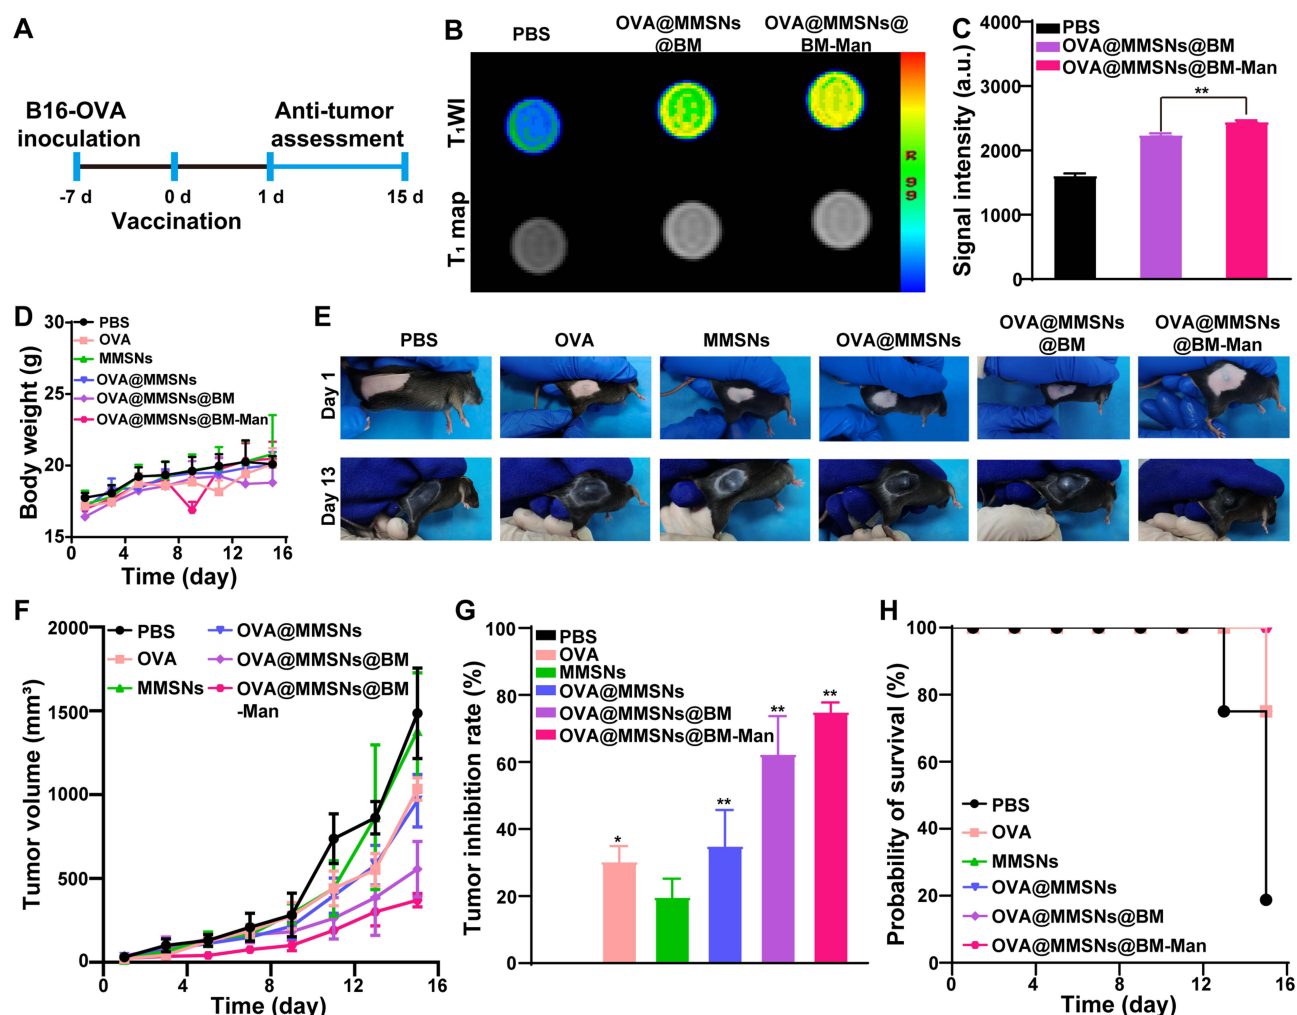 A
B16-OVA
inoculation
Anti-tumor
assessment
-7 d
0 d
1 d
15 d
Vaccination
B
PBS
OVA@MMSNs
@BM
OVA@MMSNs@
BM-Man
T₁WI
T₁ map
R
99
C
PBS
OVA@MMSNs@BM
OVA@MMSNs@BM-Man
**
Signal intensity (a.u.)
4000
3000
2000
1000
0
D
PBS
OVA
MMSNs
OVA@MMSNs
OVA@MMSNs@BM
OVA@MMSNs@BM-Man
Body weight (g)
30
25
20
15
0 4 8 12 16
Time (day)
E
PBS
OVA
MMSNs
OVA@MMSNs
OVA@MMSNs
@BM
OVA@MMSNs
@BM-Man
Day 1
Day 13
F
PBS
OVA
MMSNs
OVA@MMSNs
OVA@MMSNs@BM
OVA@MMSNs@BM
-Man
Tumor volume (mm³)
2000
1500
1000
500
0
0 4 8 12 16
Time (day)
G
PBS
OVA
MMSNs
OVA@MMSNs
OVA@MMSNs@BM
OVA@MMSNs@BM-Man
Tumor inhibition rate (%)
100
80
60
40
20
0
*
**
**
**
H
Probability of survival (%)
100
80
60
40
20
0
PBS
OVA
MMSNs
OVA@MMSNs
OVA@MMSNs@BM
OVA@MMSNs@BM-Man
0 4 8 12 16
Time (day)